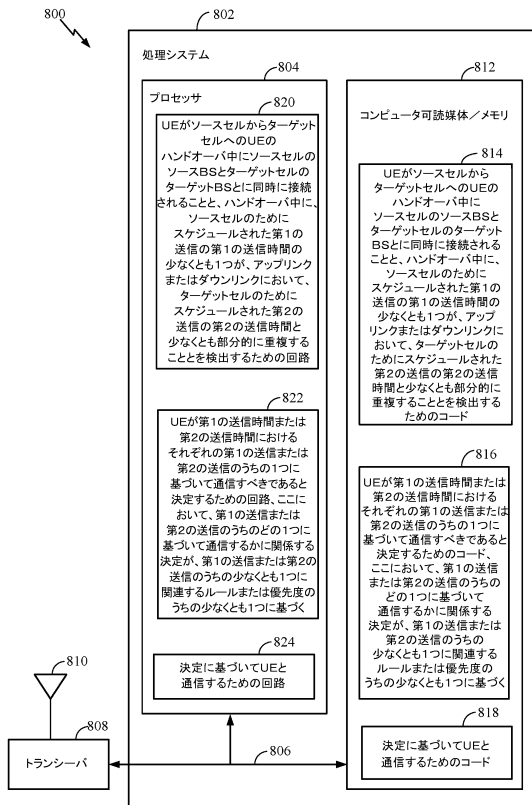 800
802
処理システム
804
プロセッサ
820
UEがソースセルからターゲット
セルへのUEの
ハンドオーバ中にソースセルの
ソースBSとターゲットセルの
ターゲットBSとに同時に接続
されることと、ハンドオーバ中に、
ソースセルのために
スケジュールされた第1の
送信の第1の送信時間の
少なくとも1つが、アップリンク
またはダウンリンクにおいて、
ターゲットセルのために
スケジュールされた第2の
送信の第2の送信時間と
少なくとも部分的に重複する
こととを検出するための回路
822
UEが第1の送信時間または
第2の送信時間における
それぞれの第1の送信または
第2の送信のうちの1つに
基づいて通信すべきであると
決定するための回路、ここに
おいて、第1の送信または
第2の送信のうちのどの1つに
基づいて通信するかに関係する
決定が、第1の送信または第2の
送信のうちの少なくとも1つに
関連するルールまたは優先度の
うちの少なくとも1つに基づく
824
決定に基づいてUEと
通信するための回路
812
コンピュータ可読媒体/メモリ
814
UEがソースセルから
ターゲットセルへのUEの
ハンドオーバ中に
ソースセルのソースBSと
ターゲットセルのターゲット
BSとに同時に接続される
ことと、ハンドオーバ中に、
ソースセルのために
スケジュールされた第1の
送信の第1の送信時間の
少なくとも1つが、アップ
リンクまたはダウンリンクに
おいて、ターゲットセルの
ためにスケジュールされた
第2の送信の第2の送信
時間と少なくとも部分的に
重複することとを検出する
ためのコード
816
UEが第1の送信時間または
第2の送信時間における
それぞれの第1の送信または
第2の送信のうちの1つに
基づいて通信すべきであると
決定するためのコード、
ここにおいて、第1の送信
または第2の送信のうちの
どの1つに基づいて
通信するかに関係する
決定が、第1の送信または
第2の送信のうちの
少なくとも1つに関連する
ルールまたは優先度の
うちの少なくとも1つに基づく
818
決定に基づいてUEと
通信するためのコード
810
808
トランシーバ
806